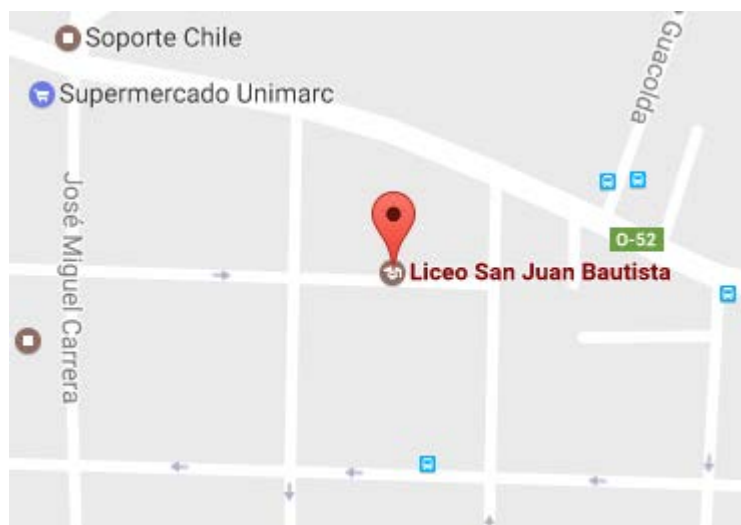 Soporte Chile
Supermercado Unimarc
Guacolda
José Miguel Carrera
O-52
Liceo San Juan Bautista